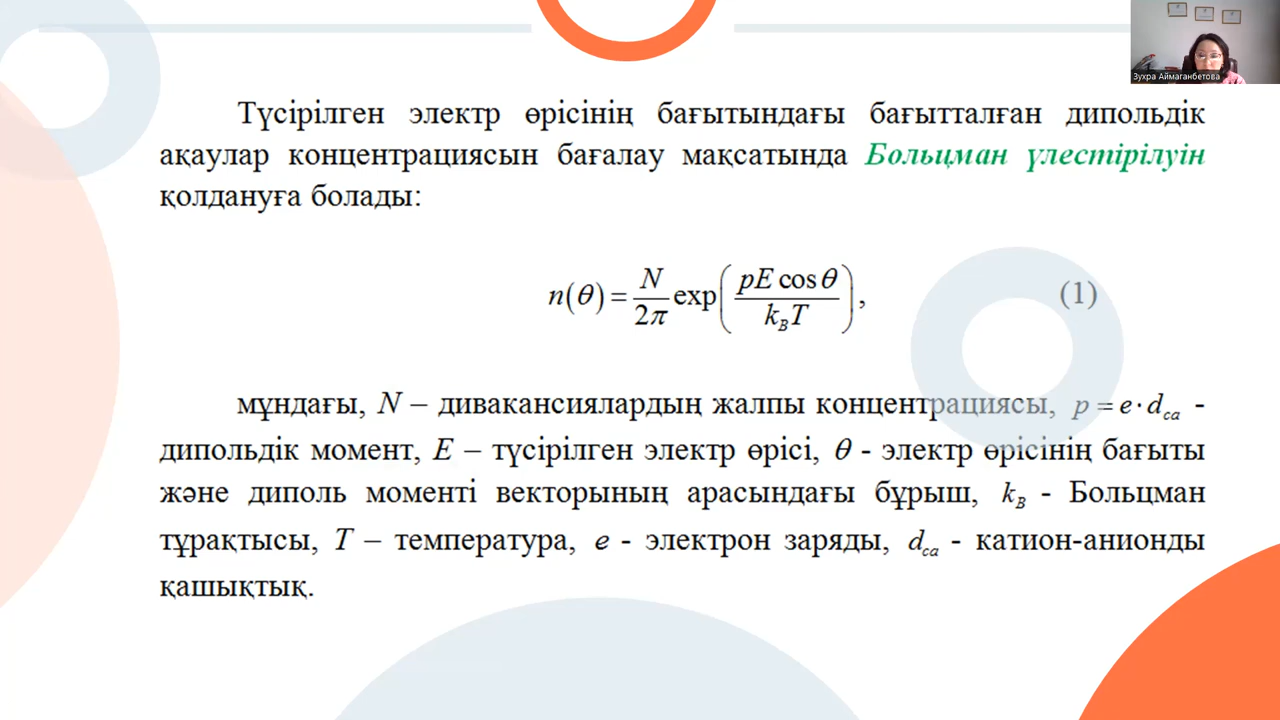 Зухра Аймаганбетова
Түсірілген электр өрісінің бағытындағы бағытталған дипольдік
ақаулар концентрациясын бағалау мақсатында Больцман үлестірілуін
қолдануға болады:
n(θ) = N/2π exp(pE cos θ / k_B T), (1)
мұндағы, N – дивакансиялардың жалпы концентрациясы, p = e · d_ca -
дипольдік момент, E – түсірілген электр өрісі, θ - электр өрісінің бағыты
және диполь моменті векторының арасындағы бұрыш, k_B - Больцман
тұрақтысы, T – температура, e - электрон заряды, d_ca - катион-анионды
қашықтық.